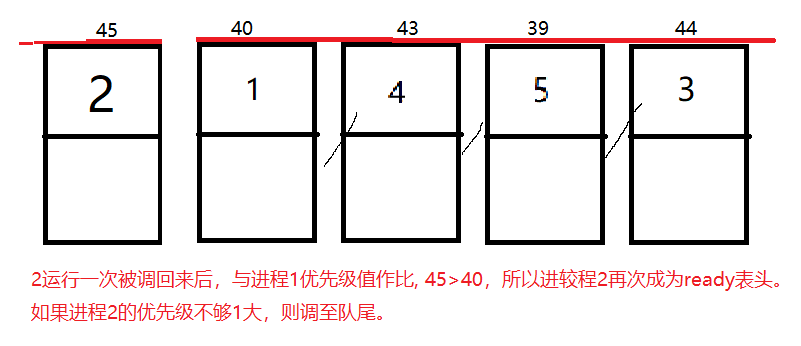 45 40 43 39 44
2 1 4 5 3
2运行一次被调回来后，与进程1优先级值作比, 45>40，所以进较程2再次成为ready表头。
如果进程2的优先级不够1大，则调至队尾。